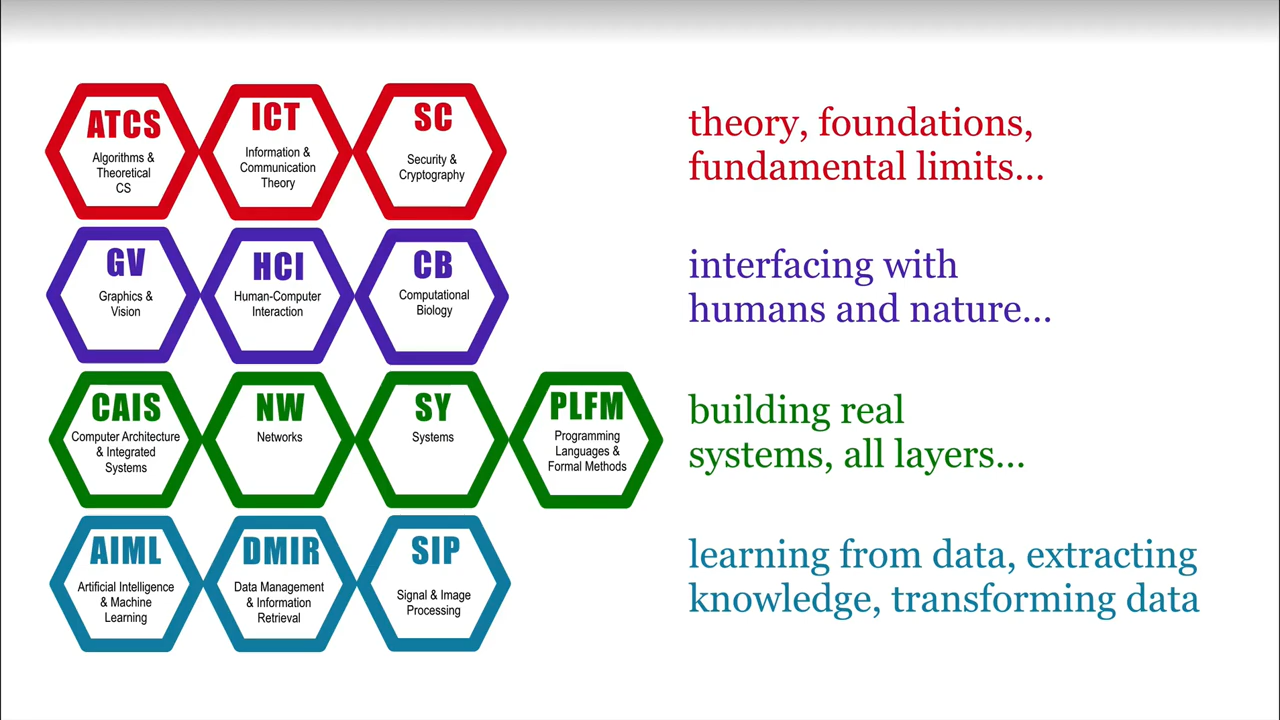 ATCS
Algorithms &
Theoretical
CS
ICT
Information &
Communication
Theory
SC
Security &
Cryptography
theory, foundations,
fundamental limits...
GV
Graphics &
Vision
HCI
Human-Computer
Interaction
CB
Computational
Biology
interfacing with
humans and nature...
CAIS
Computer Architecture
& Integrated
Systems
NW
Networks
SY
Systems
PLFM
Programming
Languages &
Formal Methods
building real
systems, all layers...
AIML
Artificial Intelligence
& Machine
Learning
DMIR
Data Management
& Information
Retrieval
SIP
Signal & Image
Processing
learning from data, extracting
knowledge, transforming data